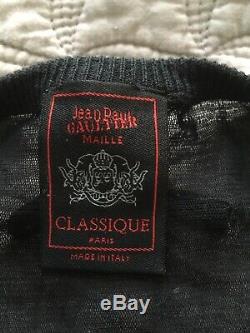 Jean Paul
GAULTIER
MAILLE
CLASSIQUE
PARIS
MADE IN ITALY